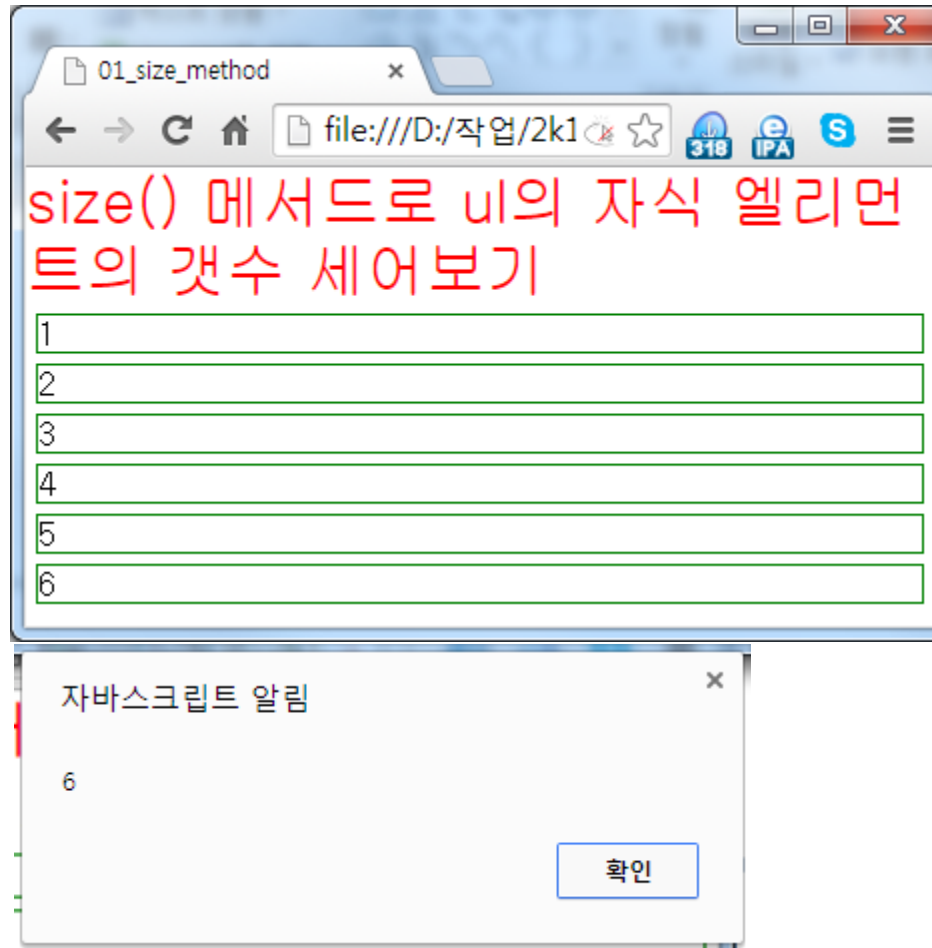 01_size_method
file:///D:/작업/2k1
318
IPA
size() 메서드로 ul의 자식 엘리먼
트의 갯수 세어보기
1
2
3
4
5
6
자바스크립트 알림
6
확인